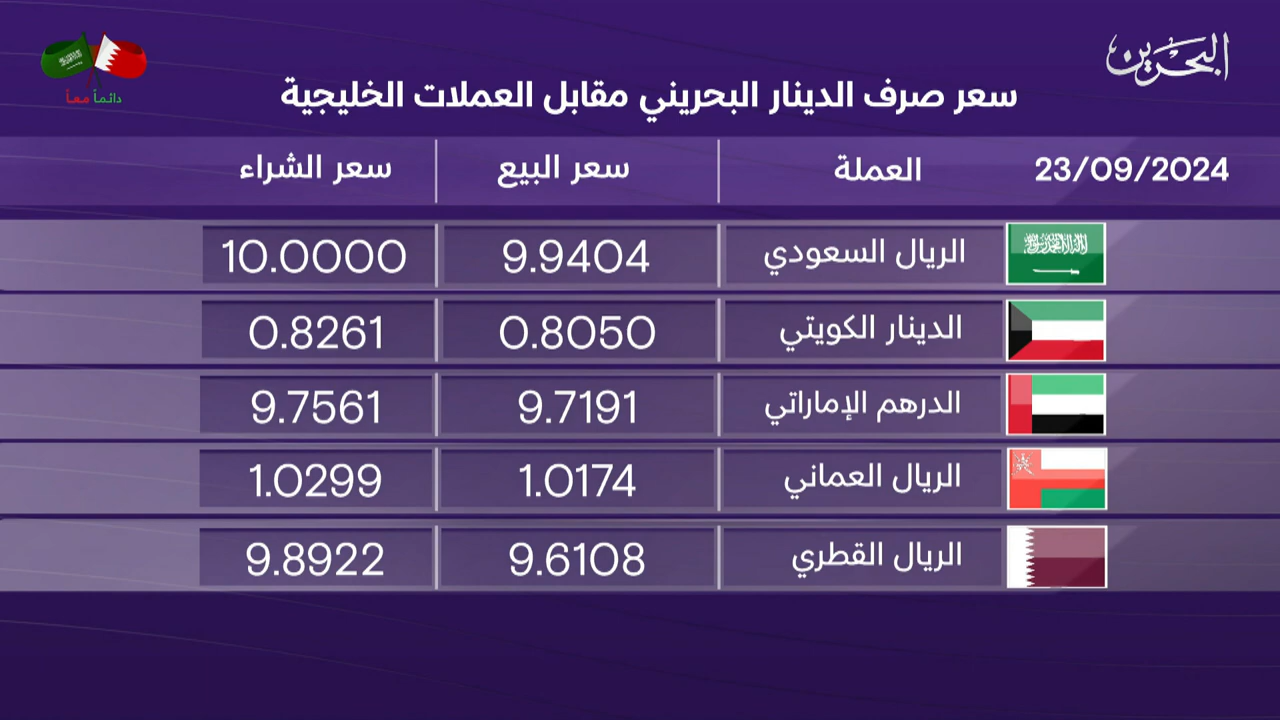 البحرين
دائماً معاً
سعر صرف الدينار البحريني مقابل العملات الخليجية
23/09/2024 العملة سعر البيع سعر الشراء
الريال السعودي 9.9404 10.0000
الدينار الكويتي 0.8050 0.8261
الدرهم الإماراتي 9.7191 9.7561
الريال العماني 1.0174 1.0299
الريال القطري 9.6108 9.8922